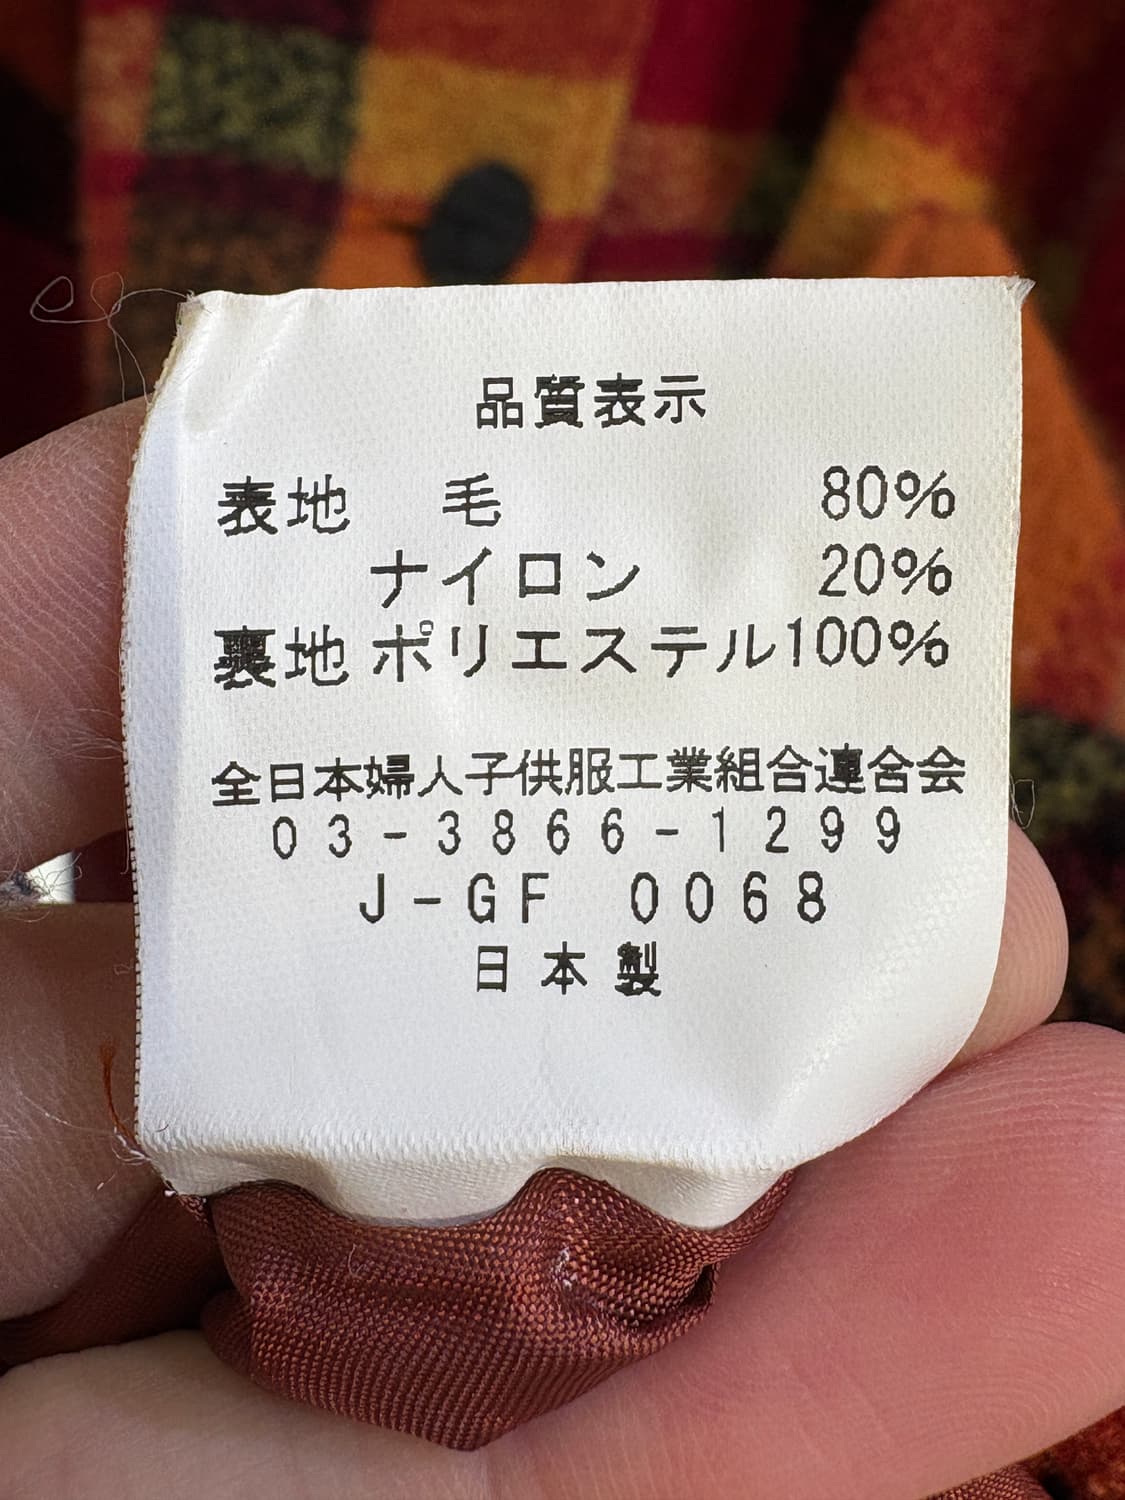 品質表示
表地 毛 80%
ナイロン 20%
裏地 ポリエステル100%
全日本婦人子供服工業組合連合会
03-3866-1299
J-GF 0068
日本製